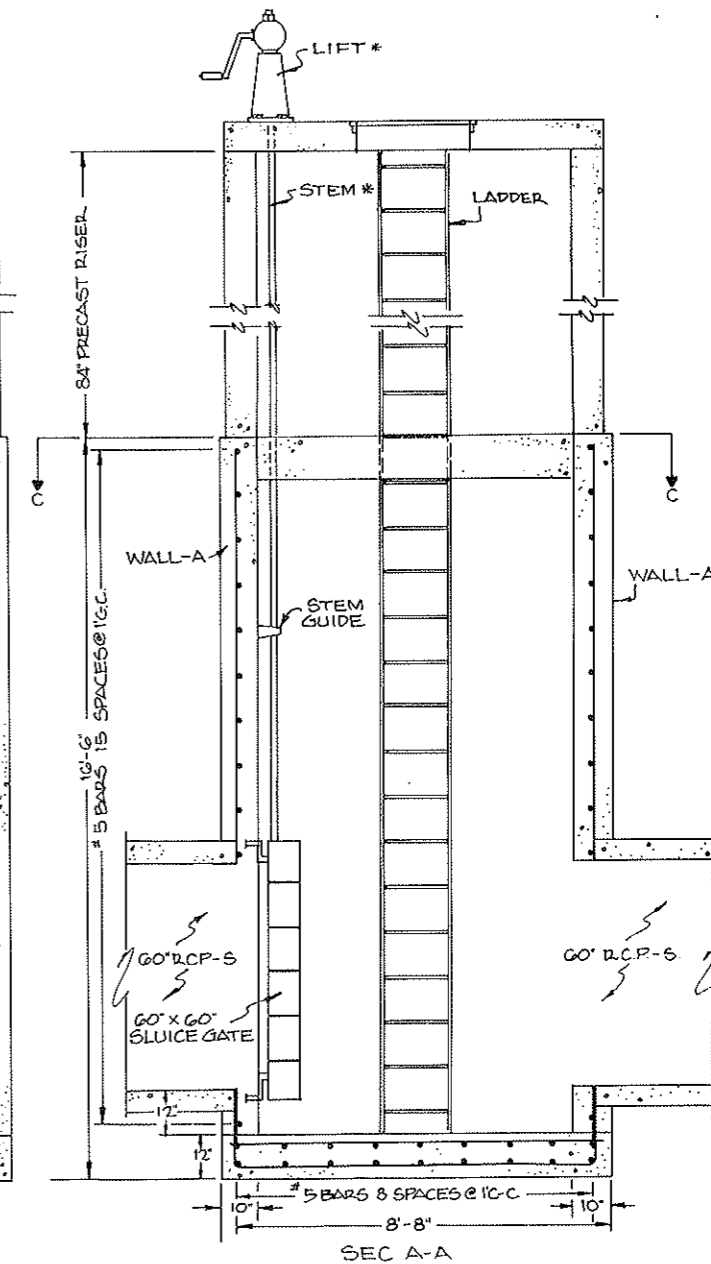 LIFT *
STEM *
LADDER
84" PRECAST RISER
C
C
WALL-A
WALL-A
STEM
GUIDE
16'-6"
#5 BARS 15 SPACES @ 1'C-C
60" RCP-S
60" R.C.P.-S.
60" x 60"
SLUICE GATE
12"
12"
#5 BARS 8 SPACES @ 1'C-C
10"
10"
8'-8"
SEC A-A